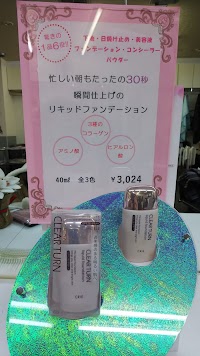 驚きの
1品6役!!
下地・日焼け止め・美容液
ファンデーション・コンシーラー
パウダー
忙しい朝もたったの30秒
瞬間仕上げの
リキッドファンデーション
3種の
コラーゲン
アミノ酸
ヒアルロン
酸
40ml 全3色 ¥3,024
CLEAR TURN
CLEAR TURN